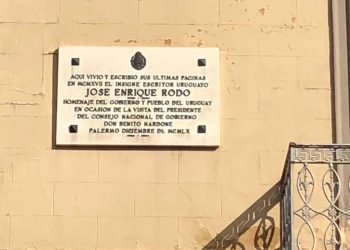 AQUI VIVIO Y ESCRIBIO SUS ULTIMAS PAGINAS
EN MCMXVII EL INSIGNE ESCRITOR URUGUAYO
JOSE ENRIQUE RODO
HOMENAJE DEL GOBIERNO Y PUEBLO DEL URUGUAY
EN OCASION DE LA VISITA DEL PRESIDENTE
DEL CONSEJO NACIONAL DE GOBIERNO
DON BENITO NARDONE
PALERMO DICIEMBRE DE MCMLX